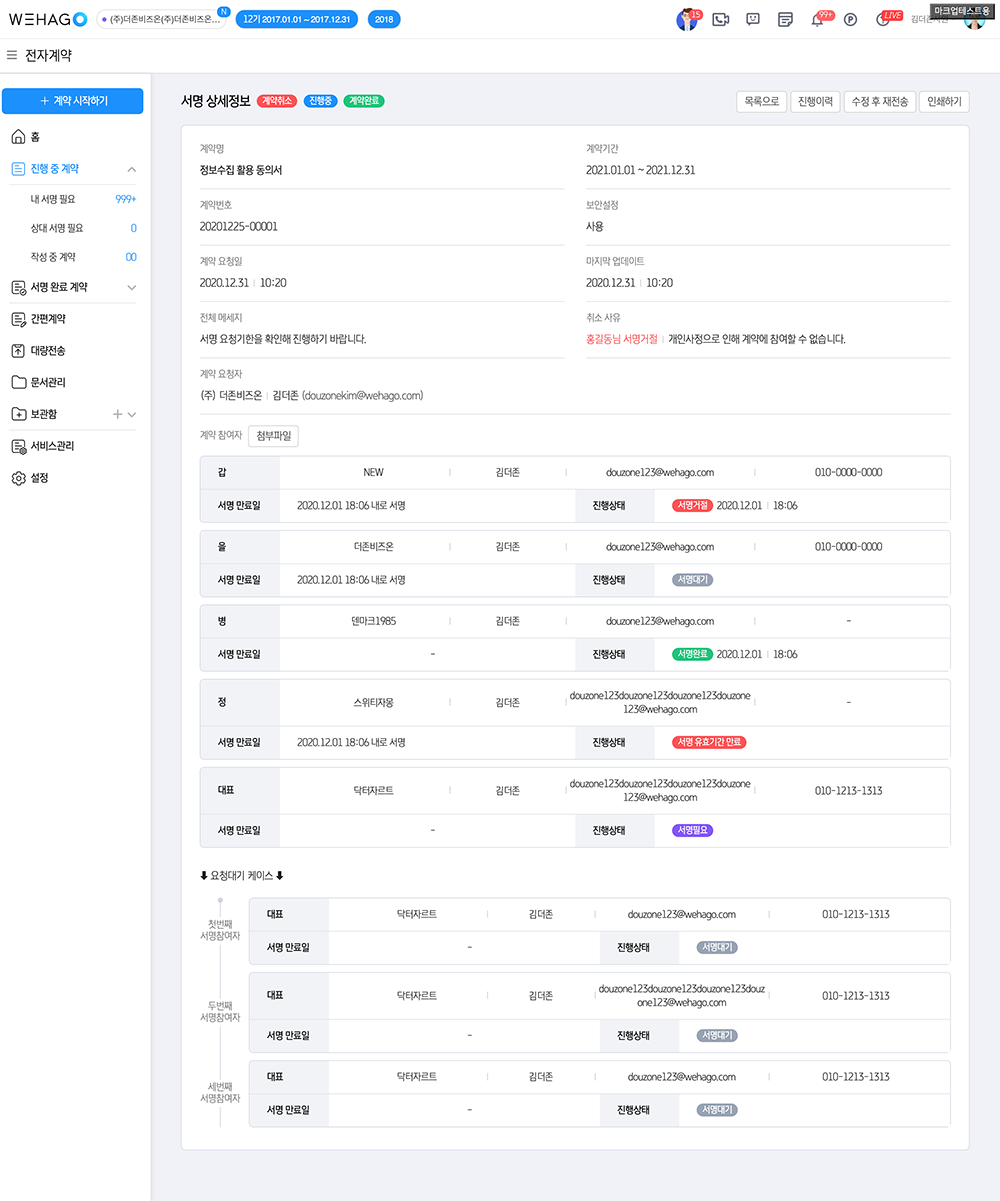 WEHAGO
(주)더존비즈온(주)더존비즈온...
N
12기 2017.01.01 ~ 2017.12.31
2018
15
99+
P
LIVE
마크업테스트용
전자계약
+ 계약 시작하기
홈
진행 중 계약
내 서명 필요 999+
상대 서명 필요 0
작성 중 계약 00
서명 완료 계약
간편계약
대량전송
문서관리
보관함
서비스관리
설정
서명 상세정보 계약취소 진행중 계약완료
목록으로 진행이력 수정 후 재전송 인쇄하기
계약명
정보수집 활용 동의서
계약기간
2021.01.01 ~ 2021.12.31
계약번호
20201225-00001
보안설정
사용
계약 요청일
2020.12.31 10:20
마지막 업데이트
2020.12.31 10:20
전체 메세지
서명 요청기한을 확인해 진행하기 바랍니다.
취소 사유
홍길동님 서명거절 개인사정으로 인해 계약에 참여할 수 없습니다.
계약 요청자
(주) 더존비즈온 김더존 (douzonekim@wehago.com)
계약 참여자 첨부파일
갑 NEW 김더존 douzone123@wehago.com 010-0000-0000
서명 만료일 2020.12.01 18:06 내로 서명 진행상태 서명거절 2020.12.01 18:06
을 더존비즈온 김더존 douzone123@wehago.com 010-0000-0000
서명 만료일 2020.12.01 18:06 내로 서명 진행상태 서명대기
병 덴마크1985 김더존 douzone123@wehago.com -
서명 만료일 - 진행상태 서명완료 2020.12.01 18:06
정 스위티자몽 김더존 douzone123douzone123douzone123douzone
123@wehago.com -
서명 만료일 2020.12.01 18:06 내로 서명 진행상태 서명 유효기간 만료
대표 닥터자르트 김더존 douzone123douzone123douzone123douzone
123@wehago.com 010-1213-1313
서명 만료일 - 진행상태 서명필요
⬇ 요청대기 케이스 ⬇
첫번째
서명참여자
대표 닥터자르트 김더존 douzone123@wehago.com 010-1213-1313
서명 만료일 - 진행상태 서명대기
두번째
서명참여자
대표 닥터자르트 김더존 douzone123douzone123douzone123douz
one123@wehago.com 010-1213-1313
서명 만료일 - 진행상태 서명대기
세번째
서명참여자
대표 닥터자르트 김더존 douzone123@wehago.com 010-1213-1313
서명 만료일 - 진행상태 서명대기